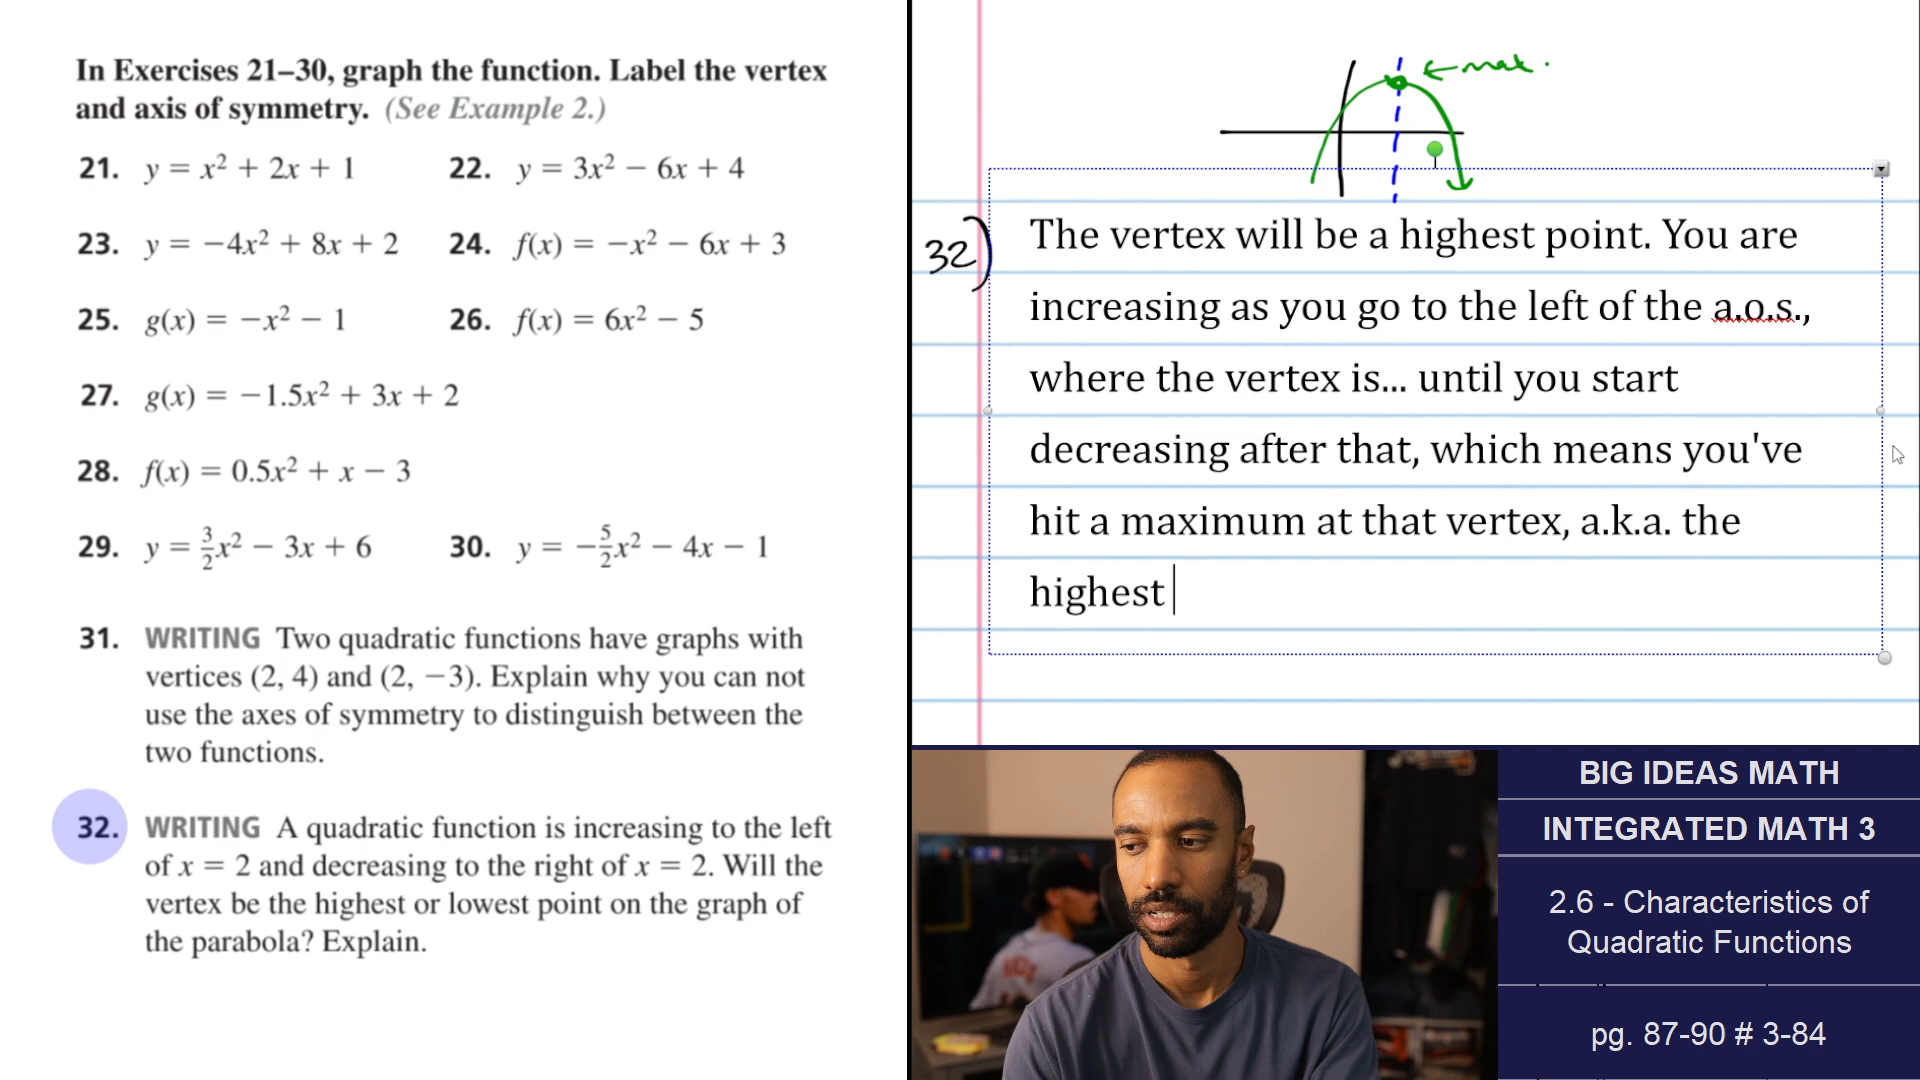 In Exercises 21–30, graph the function. Label the vertex
and axis of symmetry. (See Example 2.)
21. y = x² + 2x + 1
22. y = 3x² − 6x + 4
23. y = −4x² + 8x + 2
24. f(x) = −x² − 6x + 3
25. g(x) = −x² − 1
26. f(x) = 6x² − 5
27. g(x) = −1.5x² + 3x + 2
28. f(x) = 0.5x² + x − 3
29. y = 3/2x² − 3x + 6
30. y = −5/2x² − 4x − 1
31. WRITING Two quadratic functions have graphs with
vertices (2, 4) and (2, −3). Explain why you can not
use the axes of symmetry to distinguish between the
two functions.
32. WRITING A quadratic function is increasing to the left
of x = 2 and decreasing to the right of x = 2. Will the
vertex be the highest or lowest point on the graph of
the parabola? Explain.
max.
32)
The vertex will be a highest point. You are
increasing as you go to the left of the a.o.s.,
where the vertex is... until you start
decreasing after that, which means you've
hit a maximum at that vertex, a.k.a. the
highest
BIG IDEAS MATH
INTEGRATED MATH 3
2.6 - Characteristics of
Quadratic Functions
pg. 87-90 # 3-84